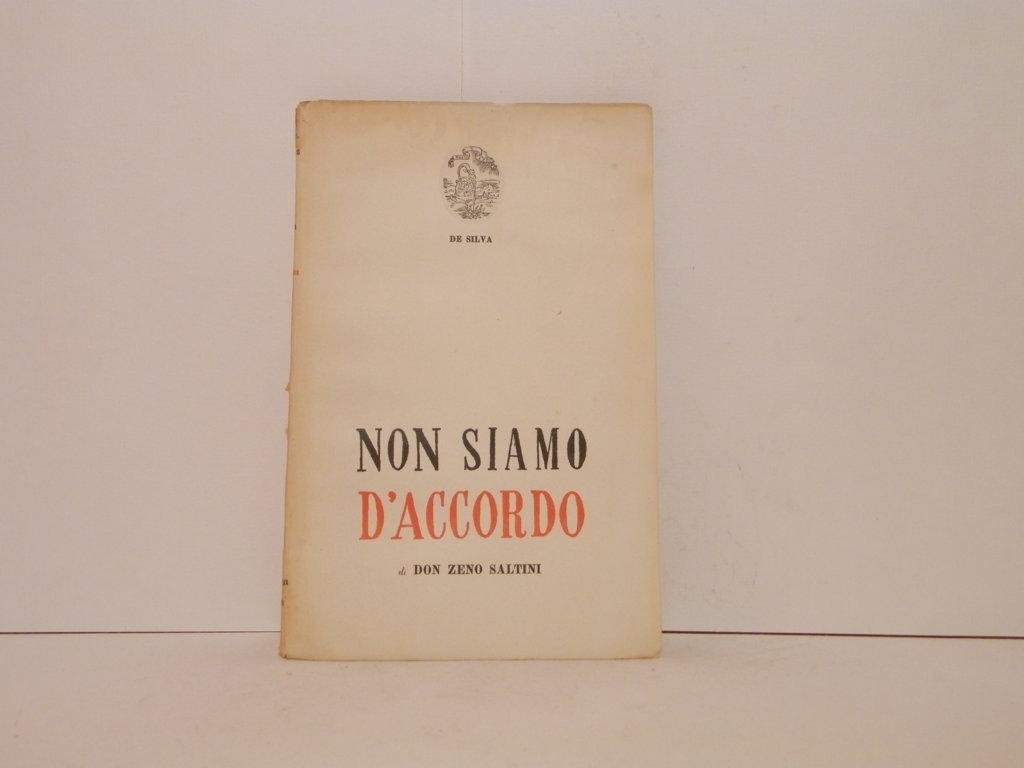 DE SILVA
NON SIAMO
D'ACCORDO
di DON ZENO SALTINI